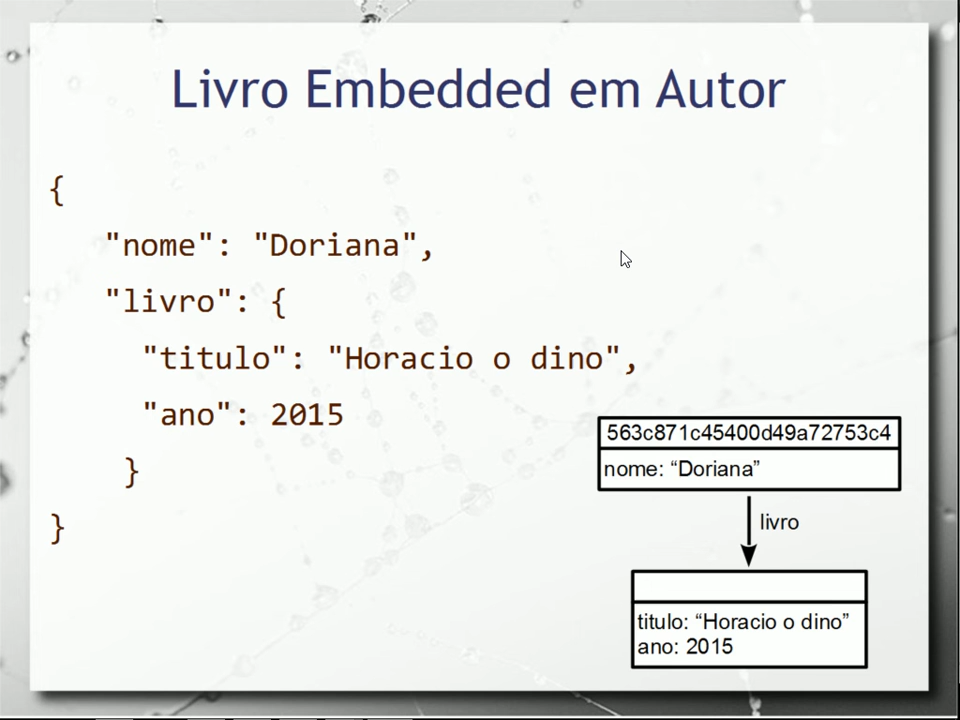 Livro Embedded em Autor
{
"nome": "Doriana",
"livro": {
"titulo": "Horacio o dino",
"ano": 2015
}
}
563c871c45400d49a72753c4
nome: “Doriana”
livro
titulo: “Horacio o dino”
ano: 2015